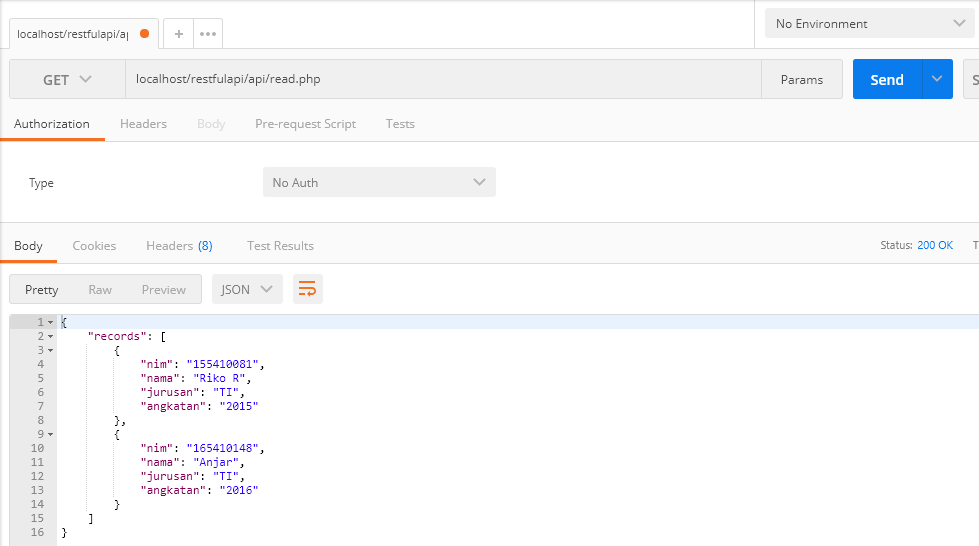 localhost/restfulapi/a
+
•••
No Environment
GET
localhost/restfulapi/api/read.php
Params
Send
Authorization
Headers
Body
Pre-request Script
Tests
Type
No Auth
Body
Cookies
Headers (8)
Test Results
Status: 200 OK
Pretty
Raw
Preview
JSON
1 {
2 "records": [
3 {
4 "nim": "155410081",
5 "nama": "Riko R",
6 "jurusan": "TI",
7 "angkatan": "2015"
8 },
9 {
10 "nim": "165410148",
11 "nama": "Anjar",
12 "jurusan": "TI",
13 "angkatan": "2016"
14 }
15 ]
16 }